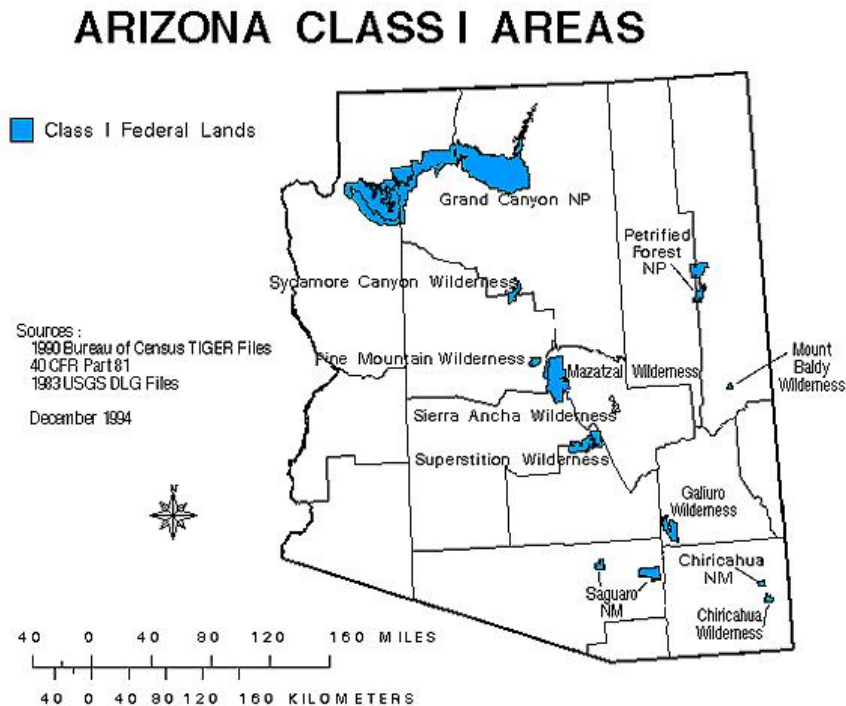 ARIZONA CLASS I AREAS
Class I Federal Lands
Grand Canyon NP
Petrified
Forest
NP
Sycamore Canyon Wilderness
Sources :
1990 Bureau of Census TIGER Files
40 CFR Part 81
1983 USGS DLG Files
December 1994
Pine Mountain Wilderness
Mazatzal Wilderness
Mount
Baldy
Wilderness
Sierra Ancha Wilderness
Superstition Wilderness
Galiuro
Wilderness
N
Chiricahua
NM
Saguaro
NM
Chiricahua
Wilderness
40 0 40 80 120 160 MILES
40 0 40 80 120 160 KILOMETERS